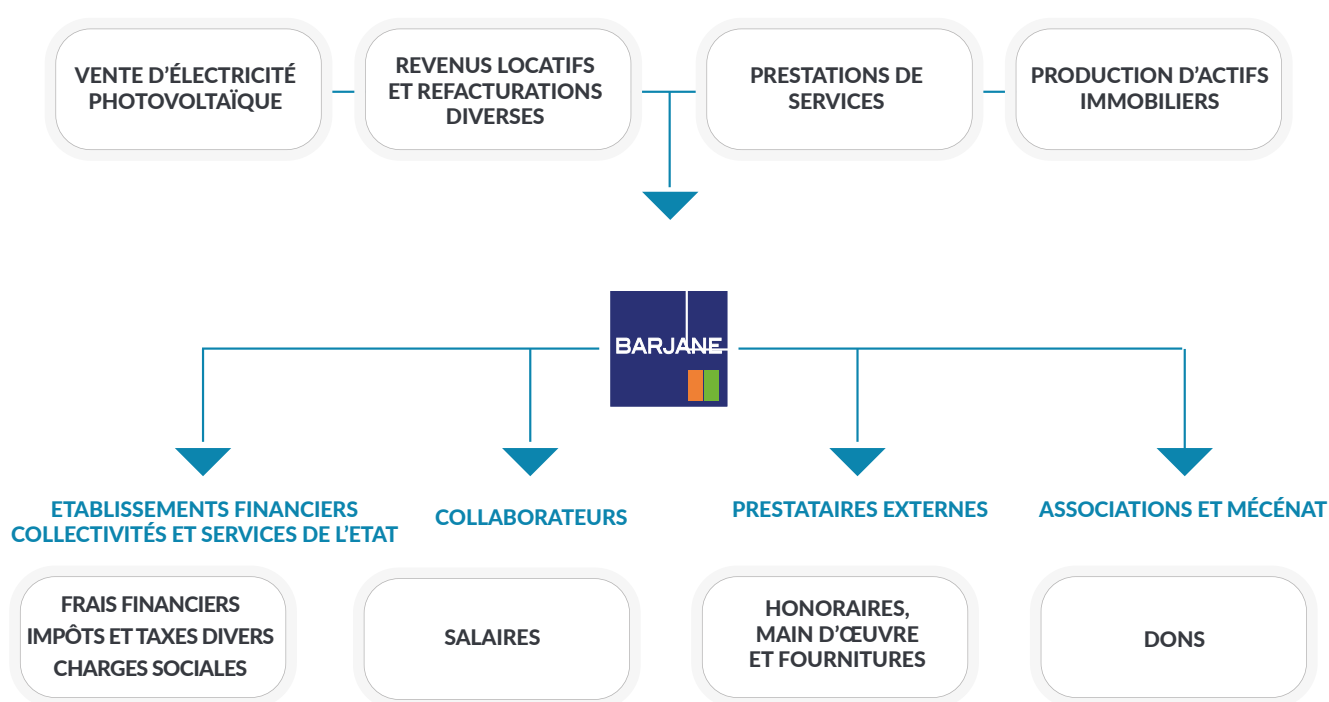 VENTE D'ÉLECTRICITÉ
PHOTOVOLTAÏQUE
REVENUS LOCATIFS
ET REFACTURATIONS
DIVERSES
PRESTATIONS DE
SERVICES
PRODUCTION D'ACTIFS
IMMOBILIERS
BARJANE
ETABLISSEMENTS FINANCIERS
COLLECTIVITÉS ET SERVICES DE L'ETAT
COLLABORATEURS
PRESTATAIRES EXTERNES
ASSOCIATIONS ET MÉCÉNAT
FRAIS FINANCIERS
IMPÔTS ET TAXES DIVERS
CHARGES SOCIALES
SALAIRES
HONORAIRES,
MAIN D'ŒUVRE
ET FOURNITURES
DONS